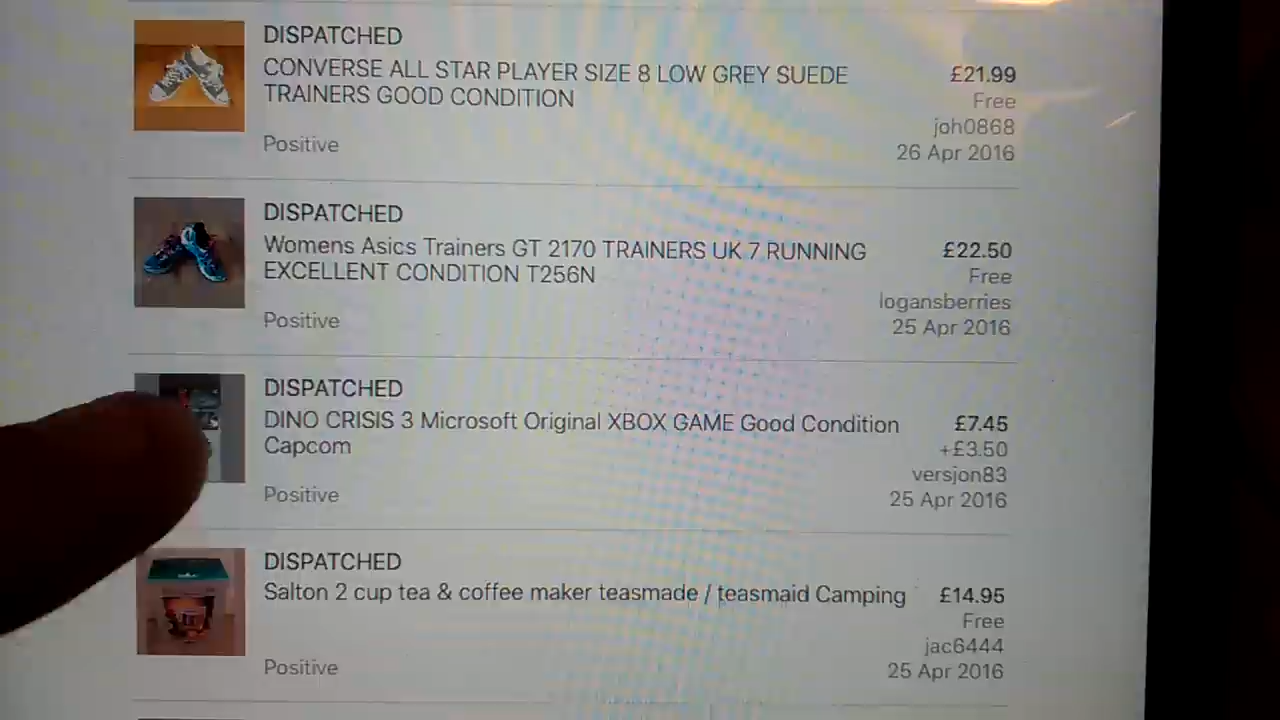 DISPATCHED
CONVERSE ALL STAR PLAYER SIZE 8 LOW GREY SUEDE
TRAINERS GOOD CONDITION
£21.99
Free
joh0868
Positive
26 Apr 2016
DISPATCHED
Womens Asics Trainers GT 2170 TRAINERS UK 7 RUNNING
EXCELLENT CONDITION T256N
£22.50
Free
logansberries
Positive
25 Apr 2016
DISPATCHED
DINO CRISIS 3 Microsoft Original XBOX GAME Good Condition
Capcom
£7.45
+£3.50
versjon83
Positive
25 Apr 2016
DISPATCHED
Salton 2 cup tea & coffee maker teasmade / teasmaid Camping
£14.95
Free
jac6444
Positive
25 Apr 2016